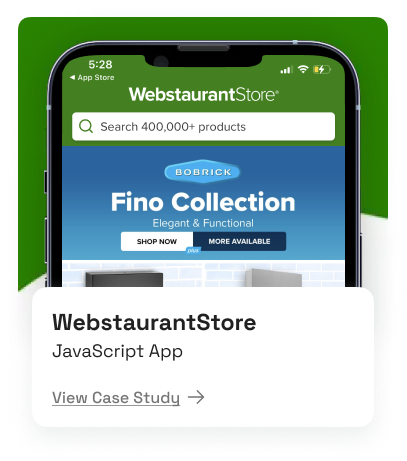 5:28
◀ App Store
WebstaurantStore®
Search 400,000+ products
BOBRICK
Fino Collection
Elegant & Functional
SHOP NOW plus MORE AVAILABLE
WebstaurantStore
JavaScript App
View Case Study →